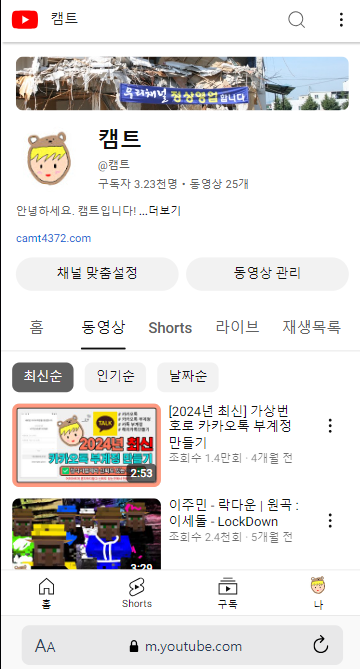 캠트
우리채널 정상영업합니다
캠트
@캠트
구독자 3.23천명 • 동영상 25개
안녕하세요. 캠트입니다! ...더보기
camt4372.com
채널 맞춤설정
동영상 관리
홈 동영상 Shorts 라이브 재생목록
최신순 인기순 날짜순
TALK
2024년 최신
카카오톡 부계정 만들기
2:53
[2024년 최신] 가상번
호로 카카오톡 부계정
만들기
조회수 1.4만회 · 4개월 전
3:29
이주민 - 락다운 | 원곡 :
이세돌 - LockDown
조회수 2.4천회 · 5개월 전
홈 Shorts 구독 나
AA m.youtube.com